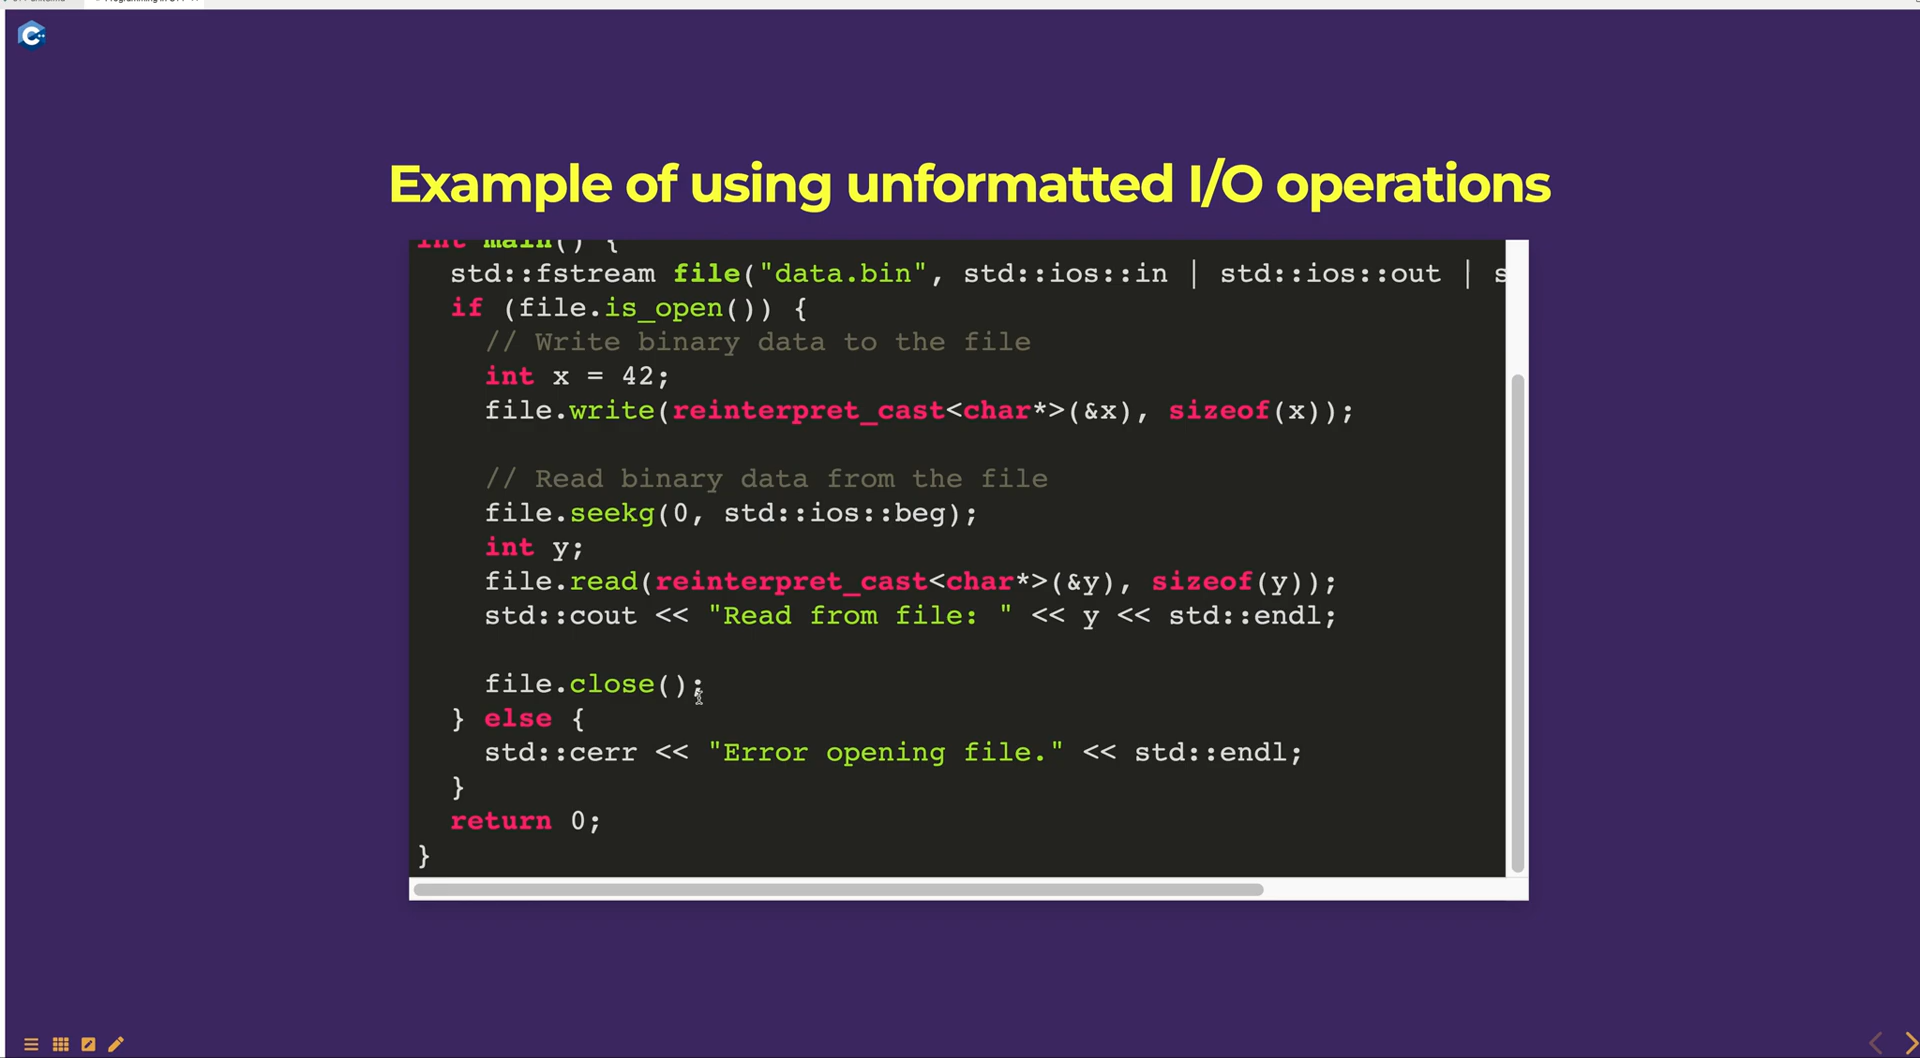 Example of using unformatted I/O operations
int main() {
  std::fstream file("data.bin", std::ios::in | std::ios::out | s
  if (file.is_open()) {
    // Write binary data to the file
    int x = 42;
    file.write(reinterpret_cast<char*>(&x), sizeof(x));

    // Read binary data from the file
    file.seekg(0, std::ios::beg);
    int y;
    file.read(reinterpret_cast<char*>(&y), sizeof(y));
    std::cout << "Read from file: " << y << std::endl;

    file.close();
  } else {
    std::cerr << "Error opening file." << std::endl;
  }
  return 0;
}